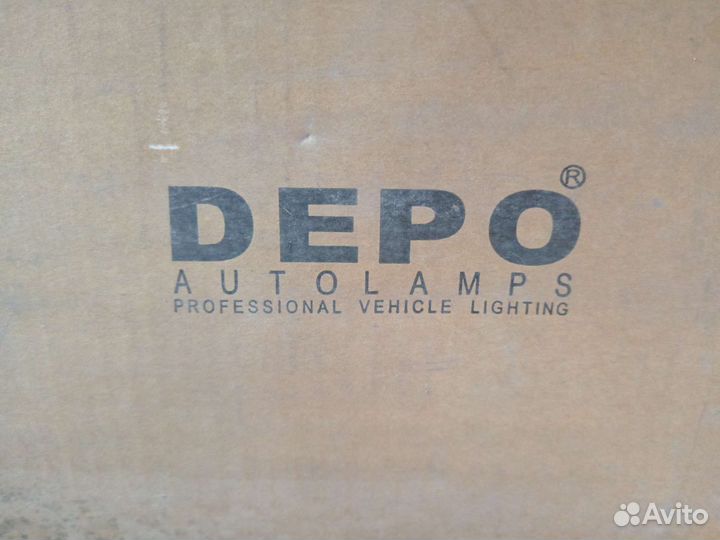 DEPO®
AUTOLAMPS
PROFESSIONAL VEHICLE LIGHTING
Avito